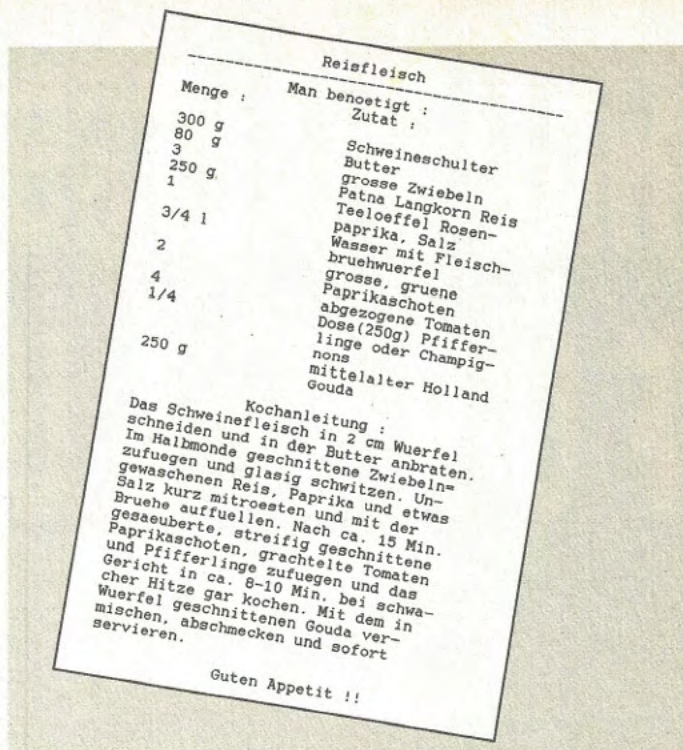 Reisfleisch
Menge : Man benoetigt :
Zutat :
300 g Schweineschulter
80 g Butter
3 grosse Zwiebeln
250 g Patna Langkorn Reis
1 Teeloeffel Rosen-
paprika, Salz
3/4 l Wasser mit Fleisch-
bruehwuerfel
2 grosse, gruene
Paprikaschoten
4 abgezogene Tomaten
1/4 Dose(250g) Pfiffer-
linge oder Champig-
nons
250 g mittelalter Holland
Gouda
Kochanleitung :
Das Schweinefleisch in 2 cm Wuerfel
schneiden und in der Butter anbraten.
Im Halbmonde geschnittene Zwiebeln=
zufuegen und glasig schwitzen. Un-
gewaschenen Reis, Paprika und etwas
Salz kurz mitroesten und mit der
Bruehe auffuellen. Nach ca. 15 Min.
gesaeuberte, streifig geschnittene
Paprikaschoten, grachtelte Tomaten
und Pfifferlinge zufuegen und das
Gericht in ca. 8-10 Min. bei schwa-
cher Hitze gar kochen. Mit dem in
Wuerfel geschnittenen Gouda ver-
mischen, abschmecken und sofort
servieren.
Guten Appetit !!